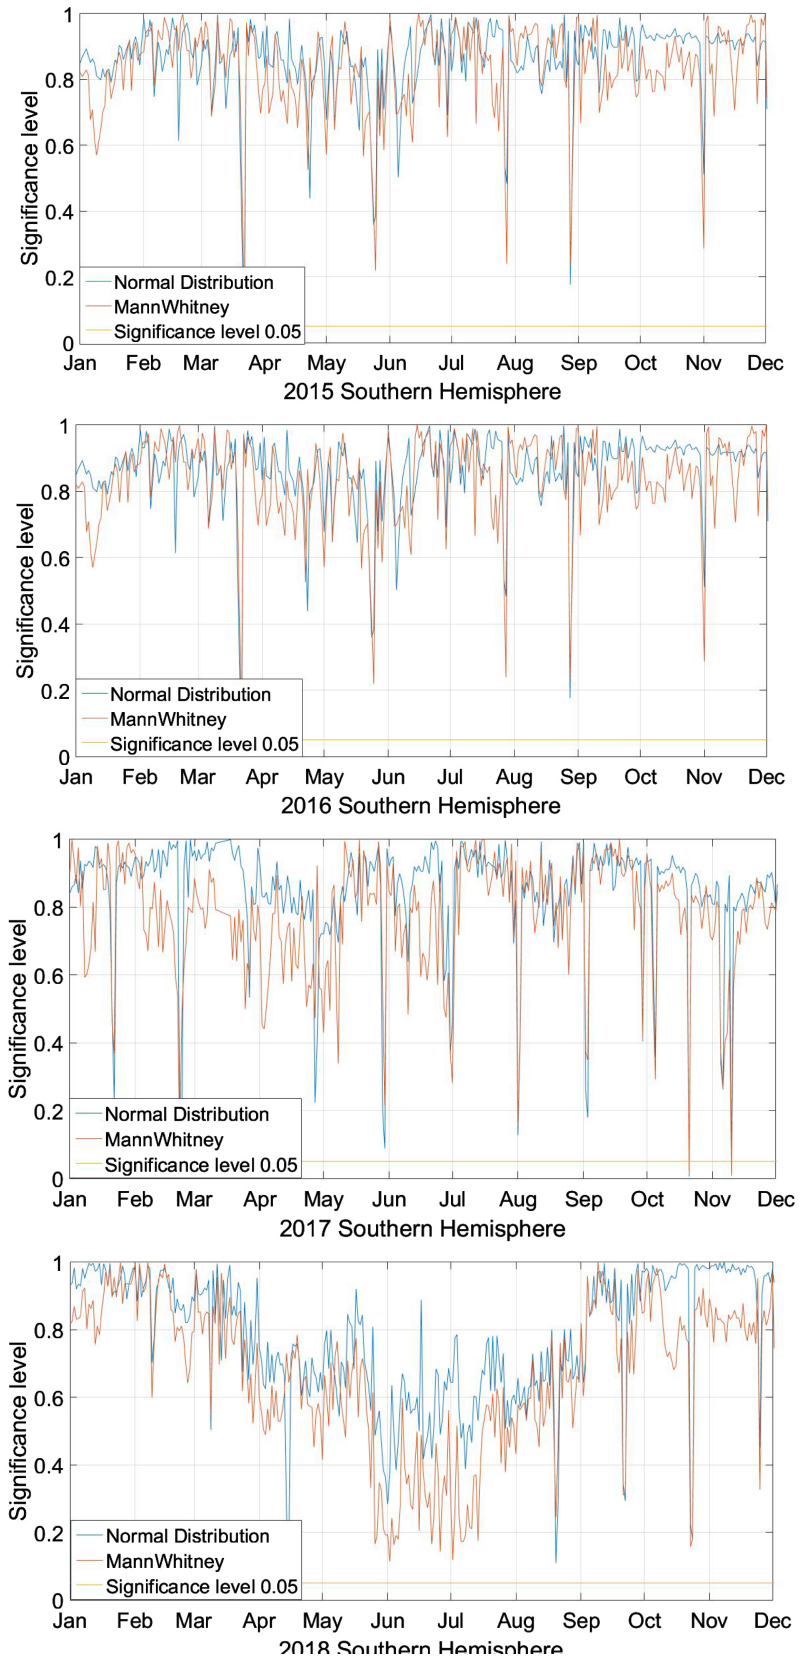 1
0.8
0.6
0.4
0.2
0
Significance level
Normal Distribution
MannWhitney
Significance level 0.05
Jan Feb Mar Apr May Jun Jul Aug Sep Oct Nov Dec
2015 Southern Hemisphere
1
0.8
0.6
0.4
0.2
0
Significance level
Normal Distribution
MannWhitney
Significance level 0.05
Jan Feb Mar Apr May Jun Jul Aug Sep Oct Nov Dec
2016 Southern Hemisphere
1
0.8
0.6
0.4
0.2
0
Significance level
Normal Distribution
MannWhitney
Significance level 0.05
Jan Feb Mar Apr May Jun Jul Aug Sep Oct Nov Dec
2017 Southern Hemisphere
1
0.8
0.6
0.4
0.2
0
Significance level
Normal Distribution
MannWhitney
Significance level 0.05
Jan Feb Mar Apr May Jun Jul Aug Sep Oct Nov Dec
2018 Southern Hemisphere